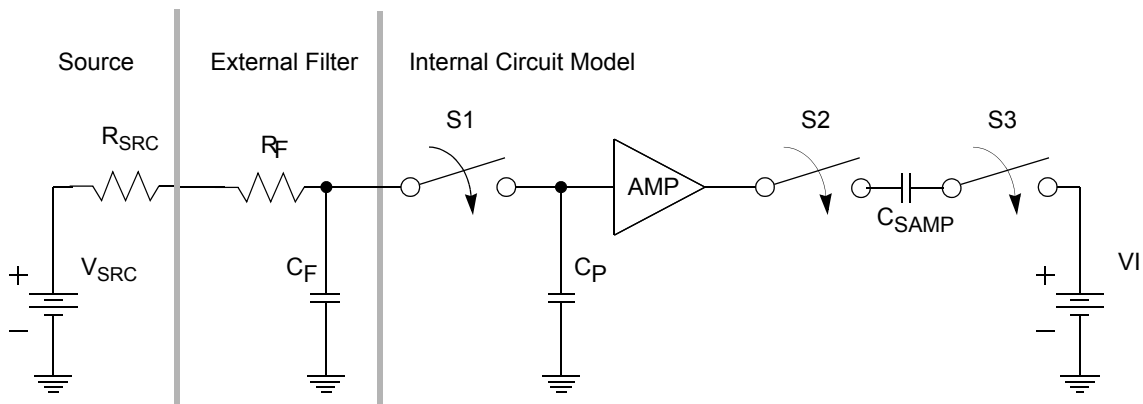 Source
External Filter
Internal Circuit Model
RSRC
RF
S1
S2
S3
AMP
CSAMP
+
VSRC
−
CF
CP
+
VI
−